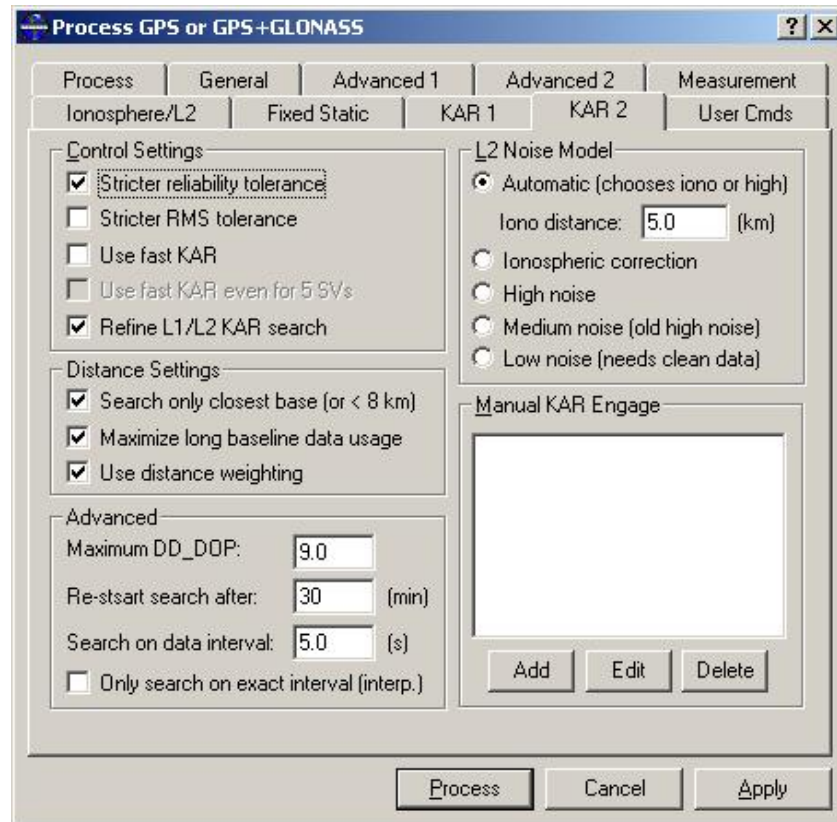 Process GPS or GPS+GLONASS
Process General Advanced 1 Advanced 2 Measurement
Ionosphere/L2 Fixed Static KAR 1 KAR 2 User Cmds
Control Settings
Stricter reliability tolerance
Stricter RMS tolerance
Use fast KAR
Use fast KAR even for 5 SVs
Refine L1/L2 KAR search
Distance Settings
Search only closest base (or < 8 km)
Maximize long baseline data usage
Use distance weighting
Advanced
Maximum DD_DOP: 9.0
Re-stsart search after: 30 (min)
Search on data interval: 5.0 (s)
Only search on exact interval (interp.)
L2 Noise Model
Automatic (chooses iono or high)
Iono distance: 5.0 (km)
Ionospheric correction
High noise
Medium noise (old high noise)
Low noise (needs clean data)
Manual KAR Engage
Add Edit Delete
Process Cancel Apply